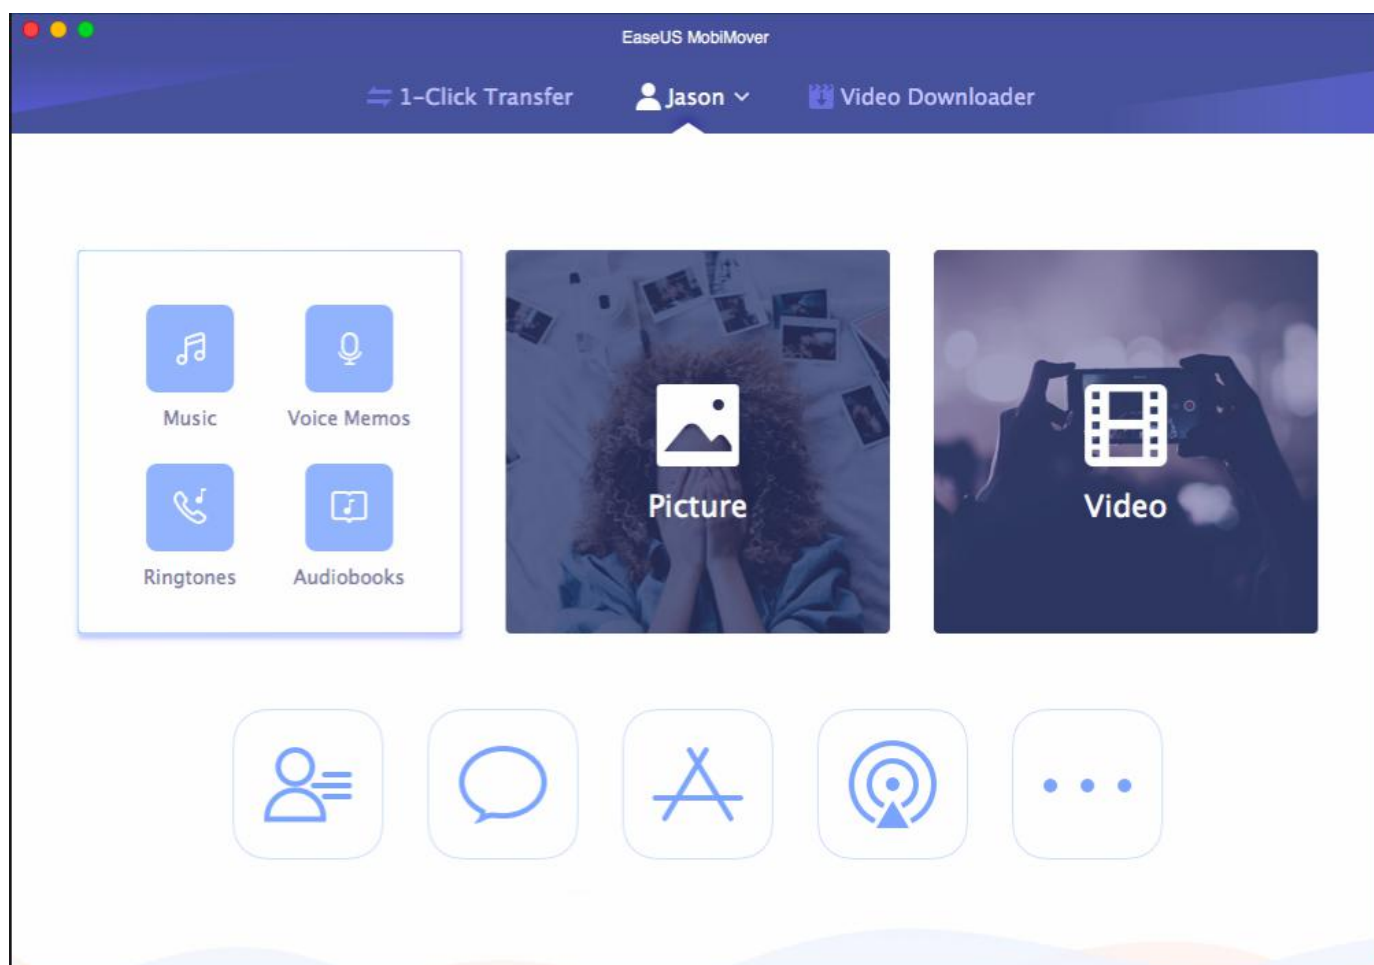 EaseUS MobiMover
1-Click Transfer
Jason
Video Downloader
Music
Voice Memos
Ringtones
Audiobooks
Picture
Video